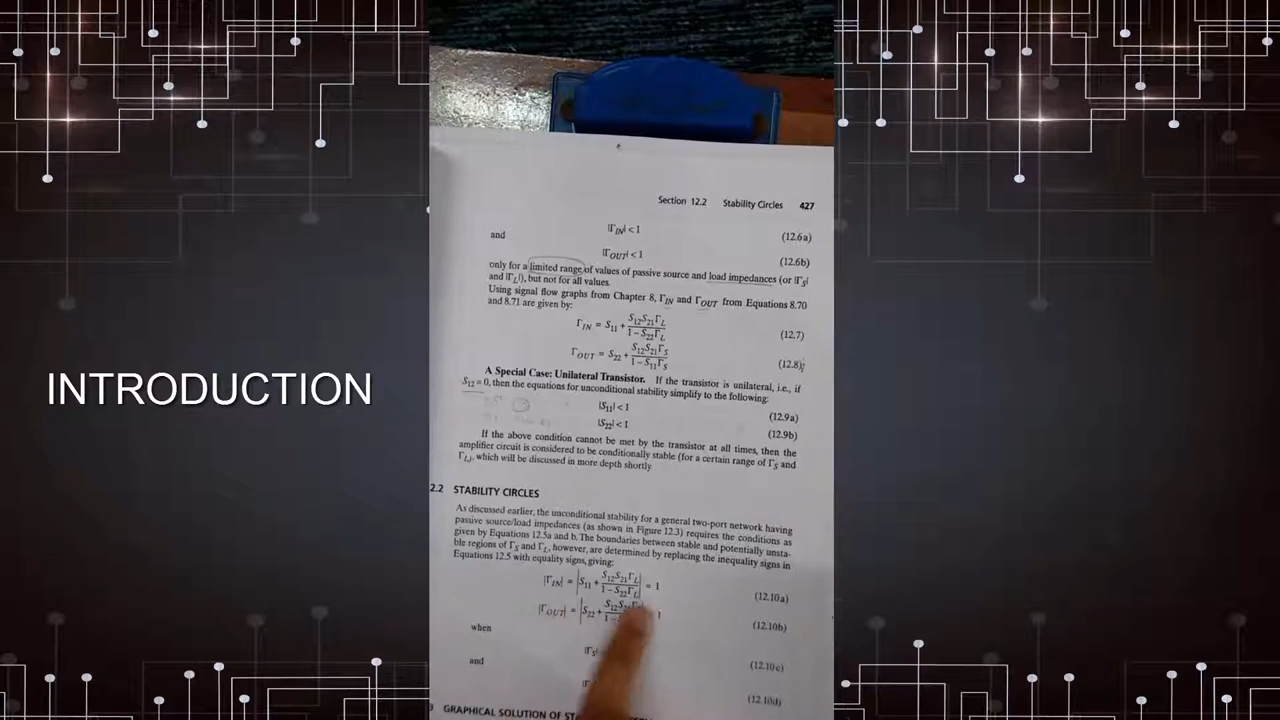 INTRODUCTION
Section 12.2 Stability Circles 427
|Γ_IN| < 1 (12.6a)
and
|Γ_OUT| < 1 (12.6b)
only for a limited range of values of passive source and load impedances (or |Γ_S|
and |Γ_L|), but not for all values.
Using signal flow graphs from Chapter 8, Γ_IN and Γ_OUT from Equations 8.70
and 8.71 are given by:
Γ_IN = S₁₁ + S₁₂S₂₁Γ_L / 1 − S₂₂Γ_L (12.7)
Γ_OUT = S₂₂ + S₁₂S₂₁Γ_S / 1 − S₁₁Γ_S (12.8)
A Special Case: Unilateral Transistor. If the transistor is unilateral, i.e., if
S₁₂ = 0, then the equations for unconditional stability simplify to the following:
|S₁₁| < 1 (12.9a)
|S₂₂| < 1 (12.9b)
If the above condition cannot be met by the transistor at all times, then the
amplifier circuit is considered to be conditionally stable (for a certain range of Γ_S and
Γ_L), which will be discussed in more depth shortly.
2.2 STABILITY CIRCLES
As discussed earlier, the unconditional stability for a general two-port network having
passive source/load impedances (as shown in Figure 12.3) requires the conditions as
given by Equations 12.5a and b. The boundaries between stable and potentially unsta-
ble regions of Γ_S and Γ_L, however, are determined by replacing the inequality signs in
Equations 12.5 with equality signs, giving:
|Γ_IN| = |S₁₁ + S₁₂S₂₁Γ_L / 1 − S₂₂Γ_L| = 1 (12.10a)
|Γ_OUT| = |S₂₂ + 1 (12.10b)
when
|Γ_S| (12.10c)
and
(12.10d)
GRAPHICAL SOLUTION OF